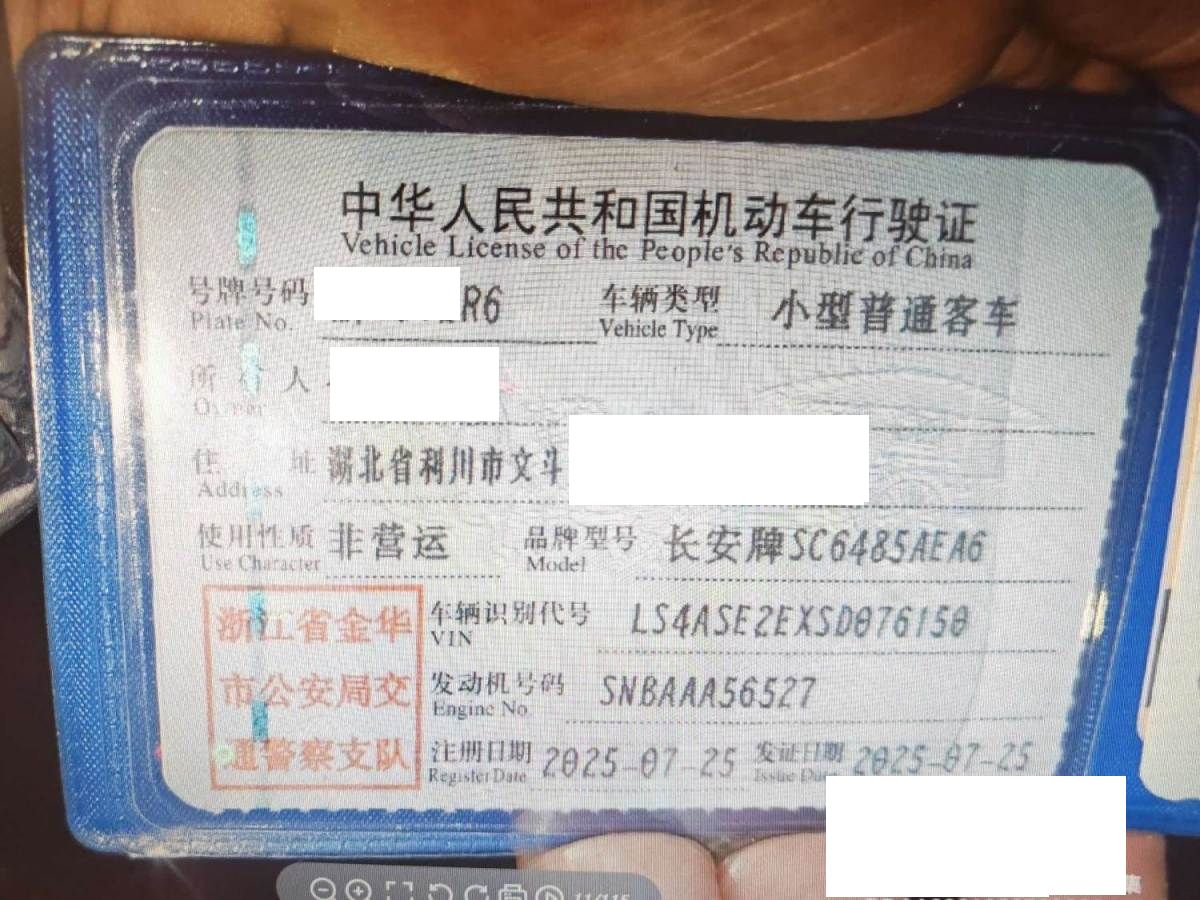 中华人民共和国机动车行驶证
Vehicle License of the People's Republic of China
号牌号码 R6 车辆类型 小型普通客车
Plate No. Vehicle Type
所有人
Owner
住址 湖北省利川市文斗
Address
使用性质 非营运 品牌型号 长安牌SC6485AEA6
Use Character Model
浙江省金华
市公安局交
通警察支队
车辆识别代号 LS4ASE2EXSD076150
VIN
发动机号码 SNBAAA56527
Engine No.
注册日期 2025-07-25 发证日期 2025-07-25
Register Date Issue Date
11/15
集